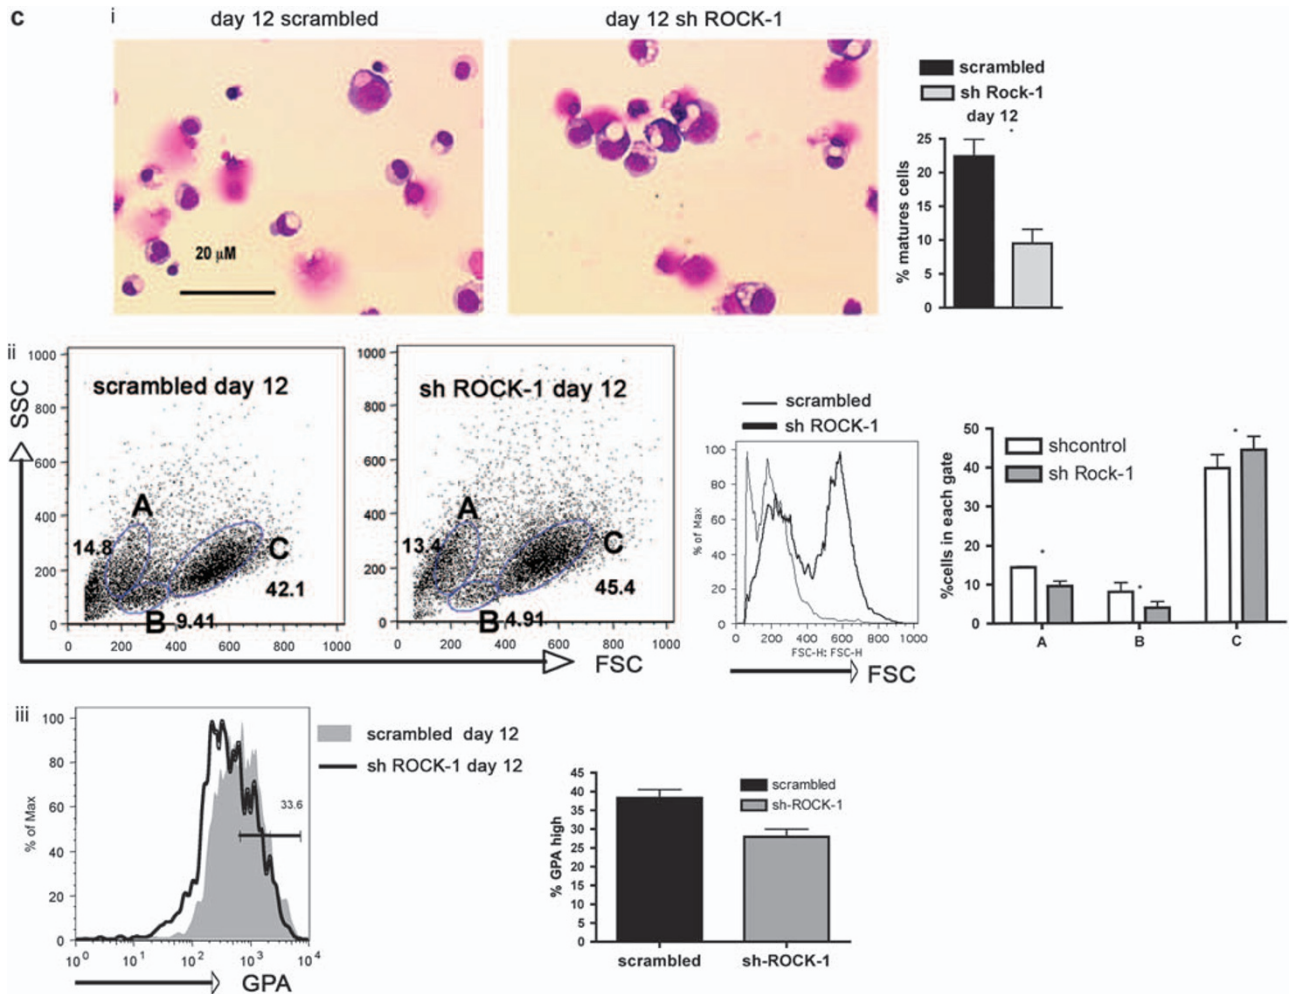 c
i
day 12 scrambled
day 12 sh ROCK-1
20 µM
scrambled
sh Rock-1
day 12
% matures cells
25
20
15
10
5
0
ii
SSC
1000
800
600
400
200
0
scrambled day 12
A
14.8
C
42.1
B 9.41
0 200 400 600 800 1000
1000
800
600
400
200
0
sh ROCK-1 day 12
A
13.4
C
45.4
B 4.91
0 200 400 600 800 1000
FSC
scrambled
sh ROCK-1
% of Max
100
80
60
40
20
0
0 200 400 600 800 1000
FSC-H: FSC-H
FSC
%cells in each gate
50
40
30
20
10
0
shcontrol
sh Rock-1
*
*
*
A B C
iii
% of Max
100
80
60
40
20
0
33.6
10⁰ 10¹ 10² 10³ 10⁴
GPA
scrambled day 12
sh ROCK-1 day 12
% GPA high
45
40
35
30
25
20
15
10
5
0
scrambled
sh-ROCK-1
scrambled sh-ROCK-1